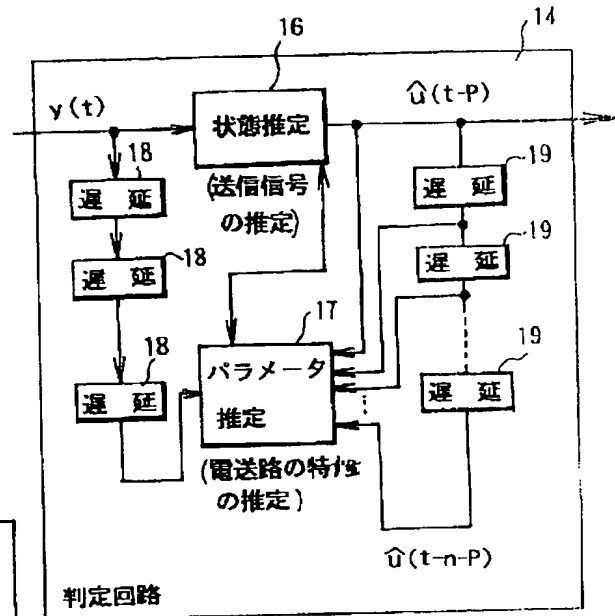 14
16
y(t)
û(t-P)
状態推定
18
遅 延
(送信信号
の推定)
19
遅 延
18
遅 延
19
遅 延
17
パラメータ
推定
18
遅 延
19
遅 延
(電送路の特性
の推定)
û(t-n-P)
判定回路